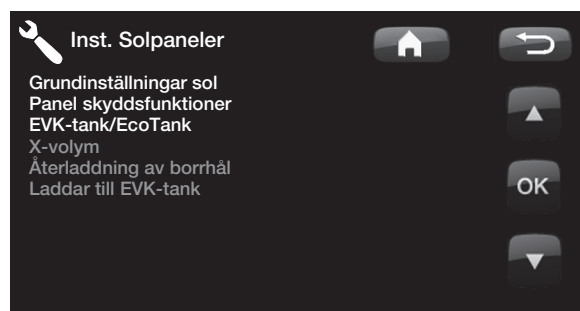 Inst. Solpaneler
Grundinställningar sol
Panel skyddsfunktioner
EVK-tank/EcoTank
X-volym
Återladdning av borrhål
Laddar till EVK-tank
OK